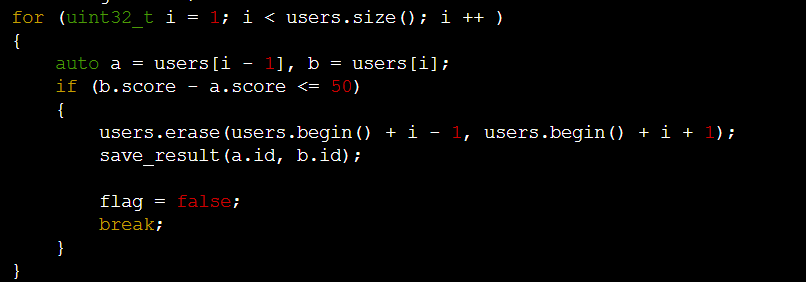 for (uint32_t i = 1; i < users.size(); i ++ )
{
    auto a = users[i - 1], b = users[i];
    if (b.score - a.score <= 50)
    {
        users.erase(users.begin() + i - 1, users.begin() + i + 1);
        save_result(a.id, b.id);

        flag = false;
        break;
    }
}